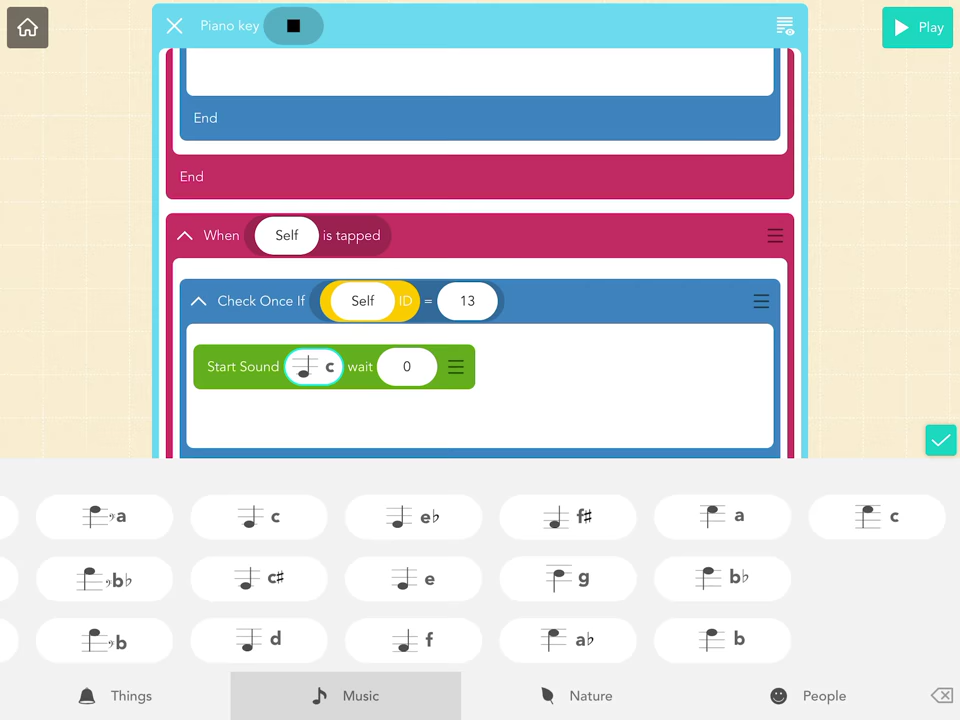 Piano key
Play
End
End
When Self is tapped
Check Once If Self ID = 13
Start Sound c wait 0
a c e♭ f♯ a c
b♭ c♯ e g b♭
b d f a♭ b
Things Music Nature People